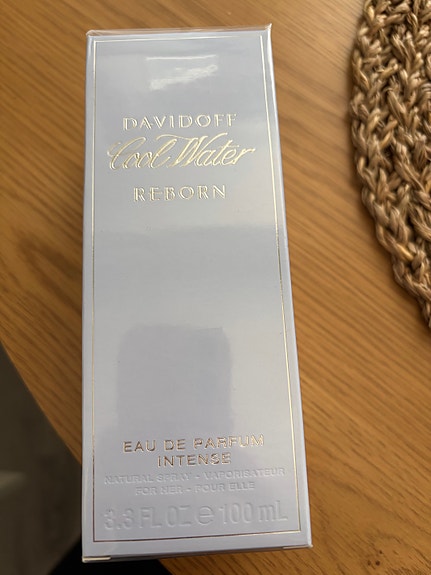 DAVIDOFF
Cool Water
REBORN
EAU DE PARFUM
INTENSE
NATURAL SPRAY - VAPORISATEUR
FOR HER - POUR ELLE
3.3 FL OZ e 100 mL